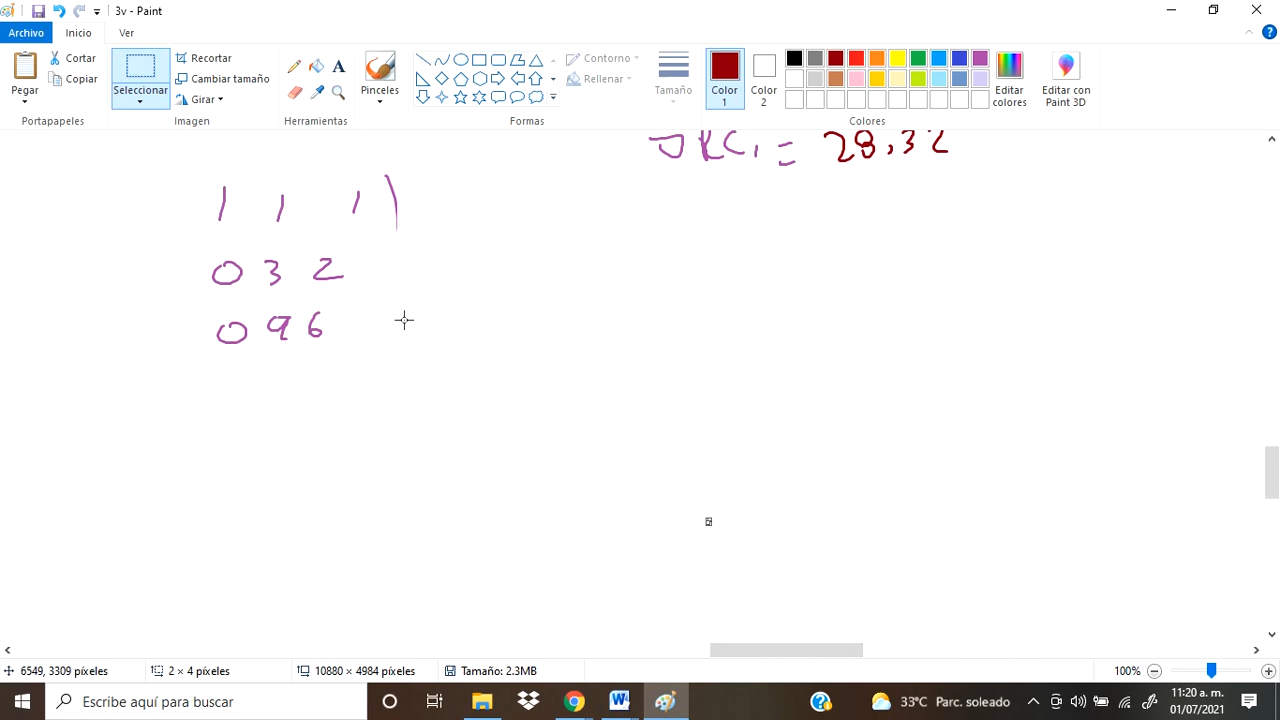 3v - Paint
Archivo Inicio Ver
Pegar
Cortar
Copiar
Portapapeles
Seleccionar
Recortar
Cambiar tamaño
Girar
Imagen
A
Herramientas
Pinceles
Contorno
Rellenar
Formas
Tamaño
Color 1
Color 2
Editar colores
Editar con Paint 3D
Colores
= 28.32
1 1 1
0 3 2
0 9 6
6549, 3309 píxeles
2 × 4 píxeles
10880 × 4984 píxeles
Tamaño: 2.3MB
100%
Escribe aquí para buscar
33°C Parc. soleado
11:20 a. m.
01/07/2021